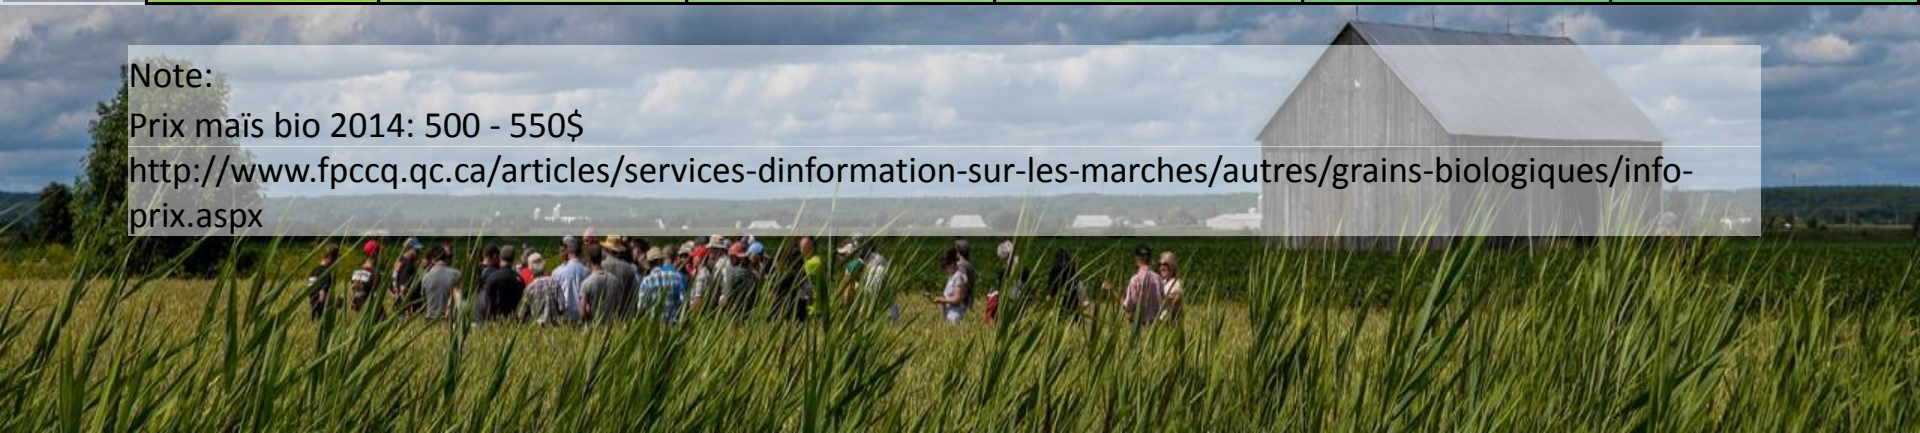 Note:
Prix maïs bio 2014: 500 - 550$
http://www.fpccq.qc.ca/articles/services-dinformation-sur-les-marches/autres/grains-biologiques/info-
prix.aspx